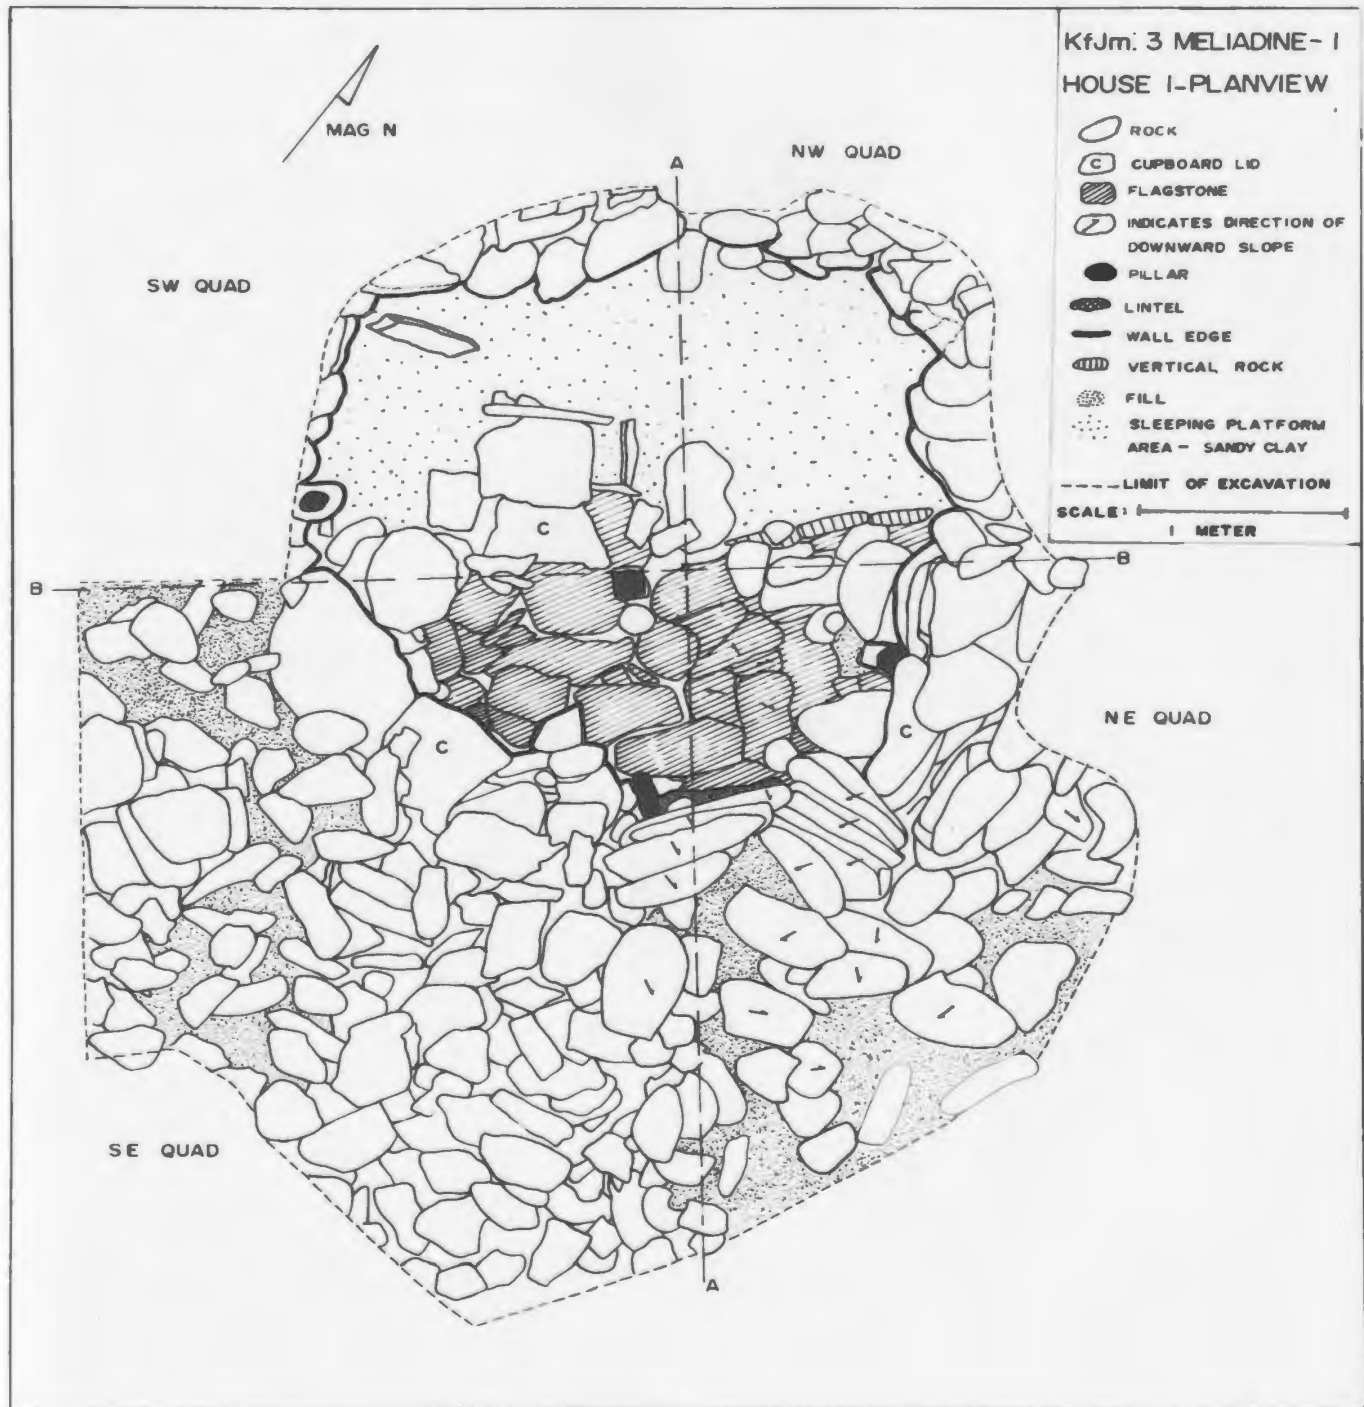 KfJm: 3 MELIADINE-1
HOUSE 1-PLANVIEW
ROCK
C CUPBOARD LID
FLAGSTONE
INDICATES DIRECTION OF
DOWNWARD SLOPE
PILLAR
LINTEL
WALL EDGE
VERTICAL ROCK
FILL
SLEEPING PLATFORM
AREA - SANDY CLAY
LIMIT OF EXCAVATION
SCALE:
1 METER
MAG N
A
NW QUAD
SW QUAD
C
B
B
NE QUAD
C
C
SE QUAD
A